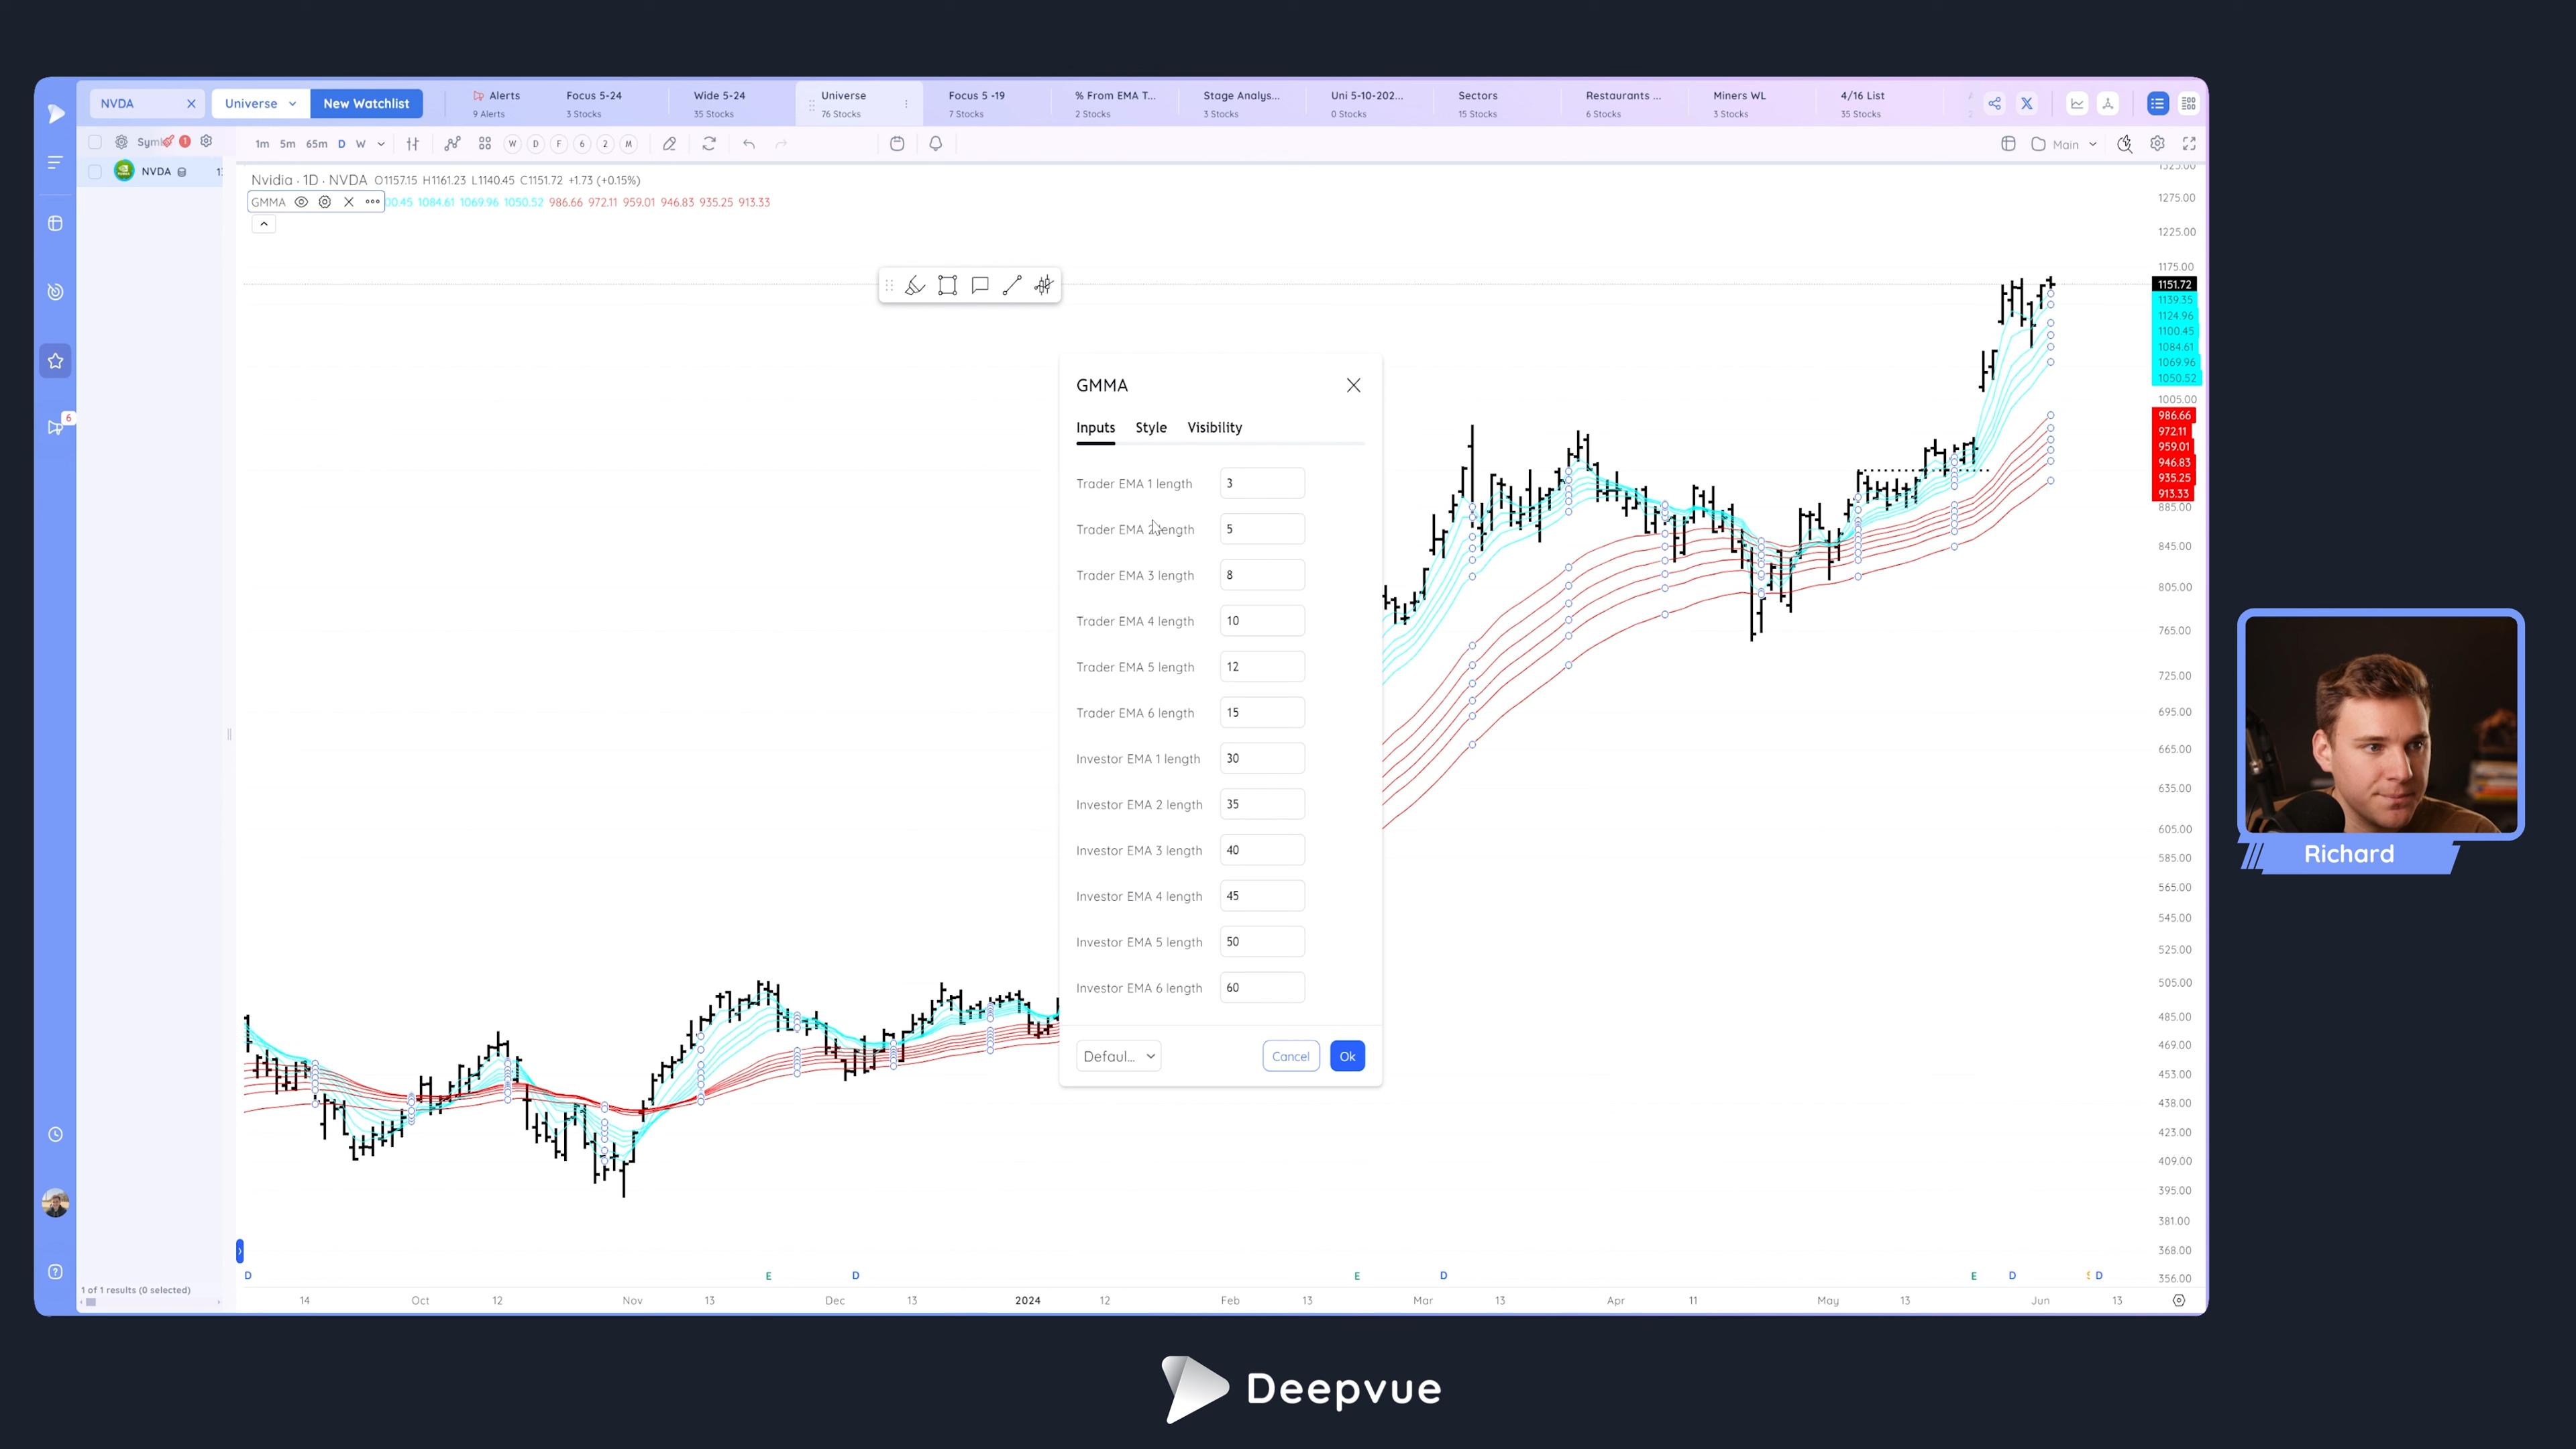 NVDA
Universe
New Watchlist
Alerts
9 Alerts
Focus 5-24
3 Stocks
Wide 5-24
35 Stocks
Universe
76 Stocks
Focus 5 -19
7 Stocks
% From EMA T...
2 Stocks
Stage Analys...
3 Stocks
Uni 5-10-202...
0 Stocks
Sectors
15 Stocks
Restaurants ...
6 Stocks
Miners WL
3 Stocks
4/16 List
35 Stocks
1
1m 5m 65m D W
W D F 6 2 M
Main
NVDA
Nvidia · 1D · NVDA O1157.15 H1161.23 L1140.45 C1151.72 +1.73 (+0.15%)
GMMA
00.45 1084.61 1069.96 1050.52 986.66 972.11 959.01 946.83 935.25 913.33
6
GMMA
Inputs Style Visibility
Trader EMA 1 length 3
Trader EMA 2 length 5
Trader EMA 3 length 8
Trader EMA 4 length 10
Trader EMA 5 length 12
Trader EMA 6 length 15
Investor EMA 1 length 30
Investor EMA 2 length 35
Investor EMA 3 length 40
Investor EMA 4 length 45
Investor EMA 5 length 50
Investor EMA 6 length 60
Defaul...
Cancel
Ok
1325.00
1275.00
1225.00
1175.00
1151.72
1139.35
1124.96
1100.45
1084.61
1069.96
1050.52
1005.00
986.66
972.11
959.01
946.83
935.25
913.33
885.00
845.00
805.00
765.00
725.00
695.00
665.00
635.00
605.00
585.00
565.00
545.00
525.00
505.00
485.00
469.00
453.00
438.00
423.00
409.00
395.00
381.00
368.00
356.00
D E D E D E D D
1 of 1 results (0 selected)
14 Oct 12 Nov 13 Dec 13 2024 12 Feb 13 Mar 13 Apr 11 May 13 Jun 13
Richard
Deepvue